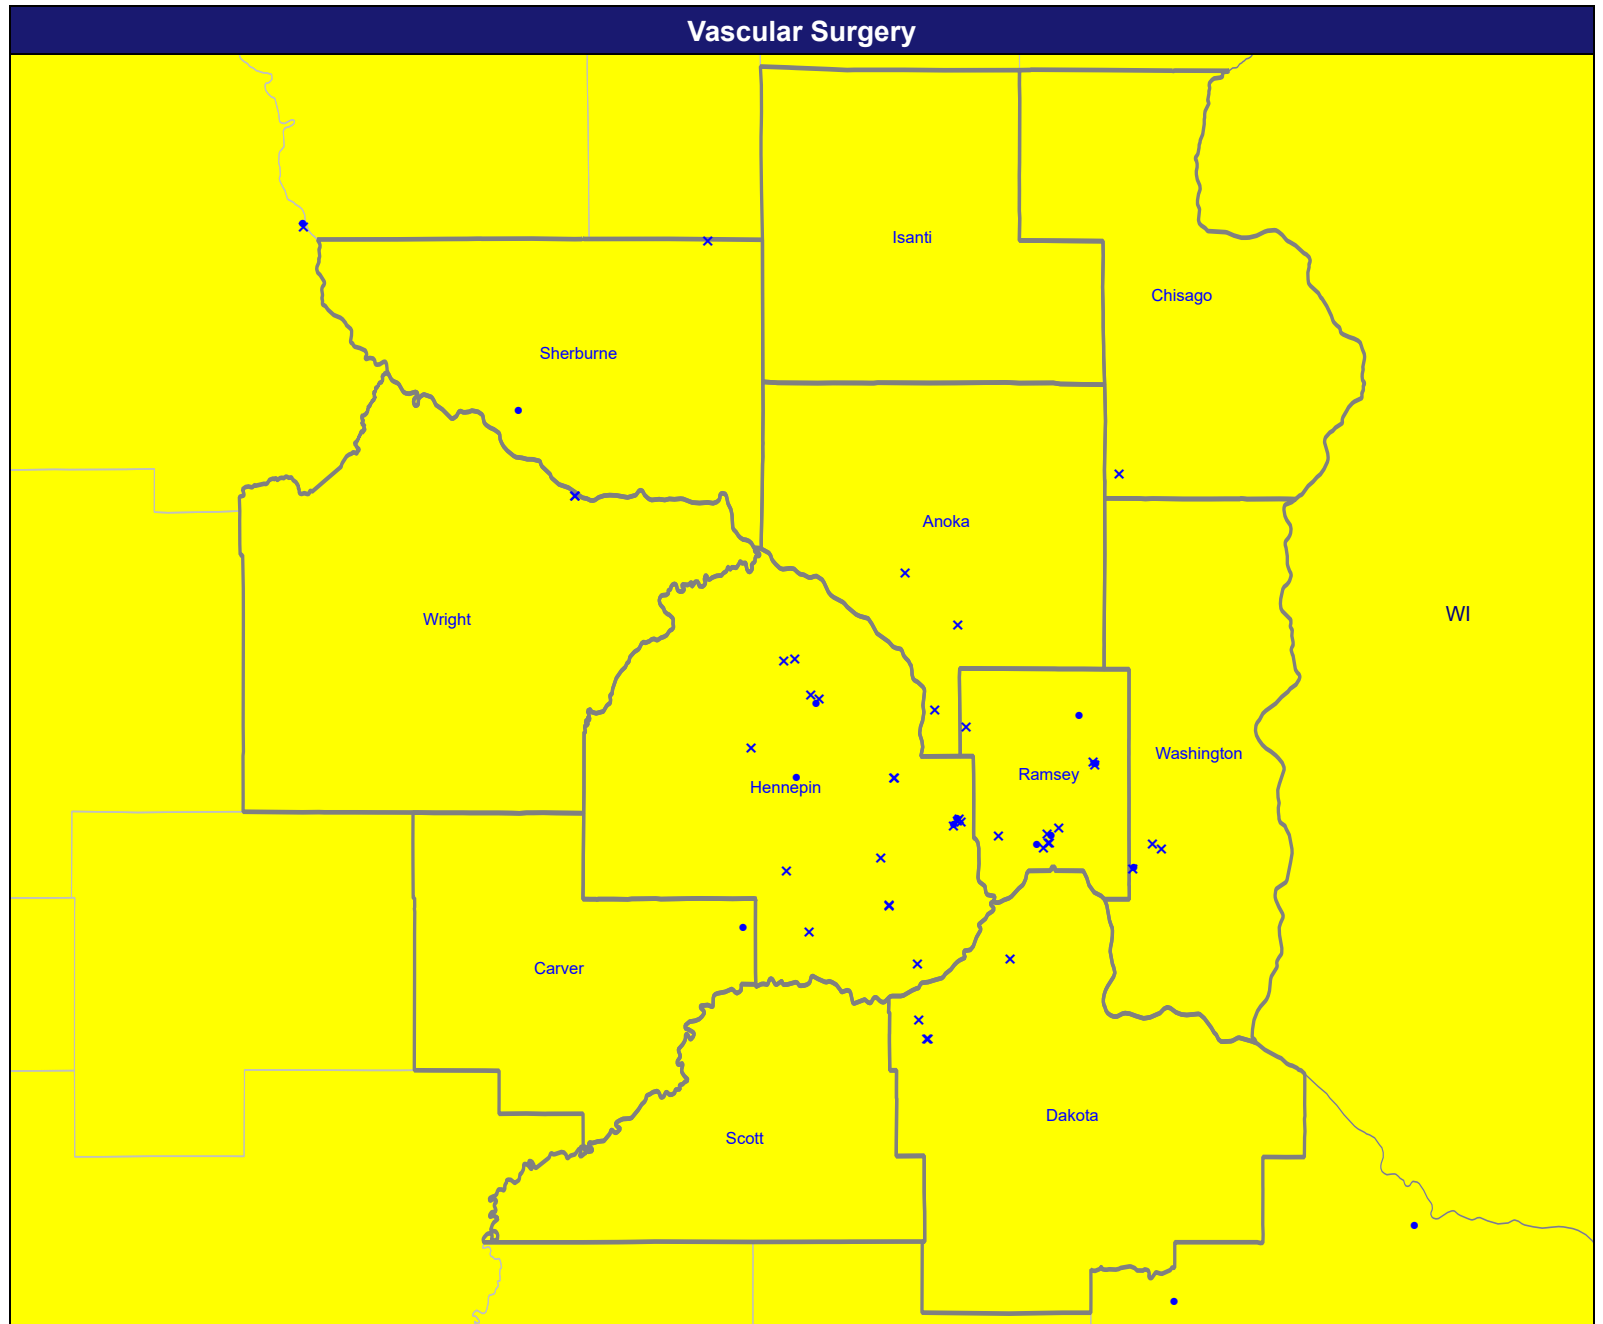 Vascular Surgery
Isanti
Chisago
Sherburne
Anoka
Wright
WI
Washington
Ramsey
Hennepin
Carver
Dakota
Scott